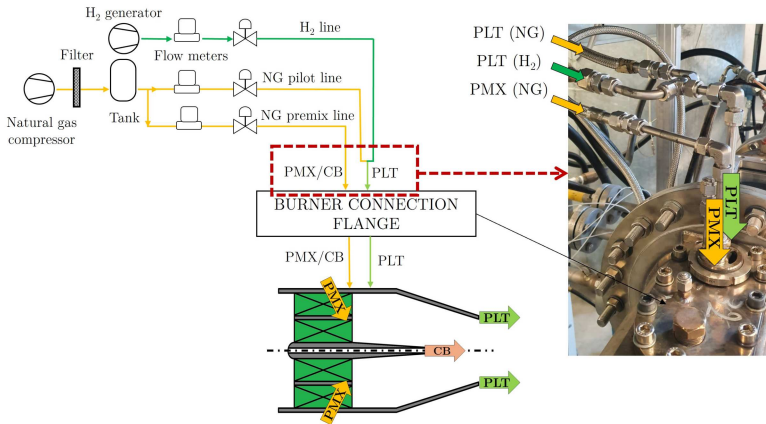 H2 generator
Filter
Flow meters
H2 line
NG pilot line
NG premix line
Natural gas
compressor
Tank
PMX/CB
PLT
BURNER CONNECTION
FLANGE
PMX/CB
PLT
PMX
PLT
CB
PLT
PMX
PLT (NG)
PLT (H2)
PMX (NG)
PLT
PMX